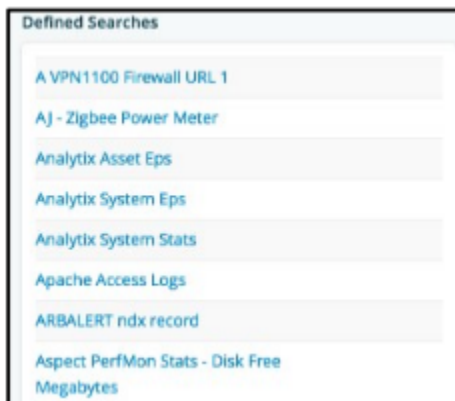 Defined Searches
A VPN1100 Firewall URL 1
AJ - Zigbee Power Meter
Analytix Asset Eps
Analytix System Eps
Analytix System Stats
Apache Access Logs
ARBALERT ndx record
Aspect PerfMon Stats - Disk Free
Megabytes